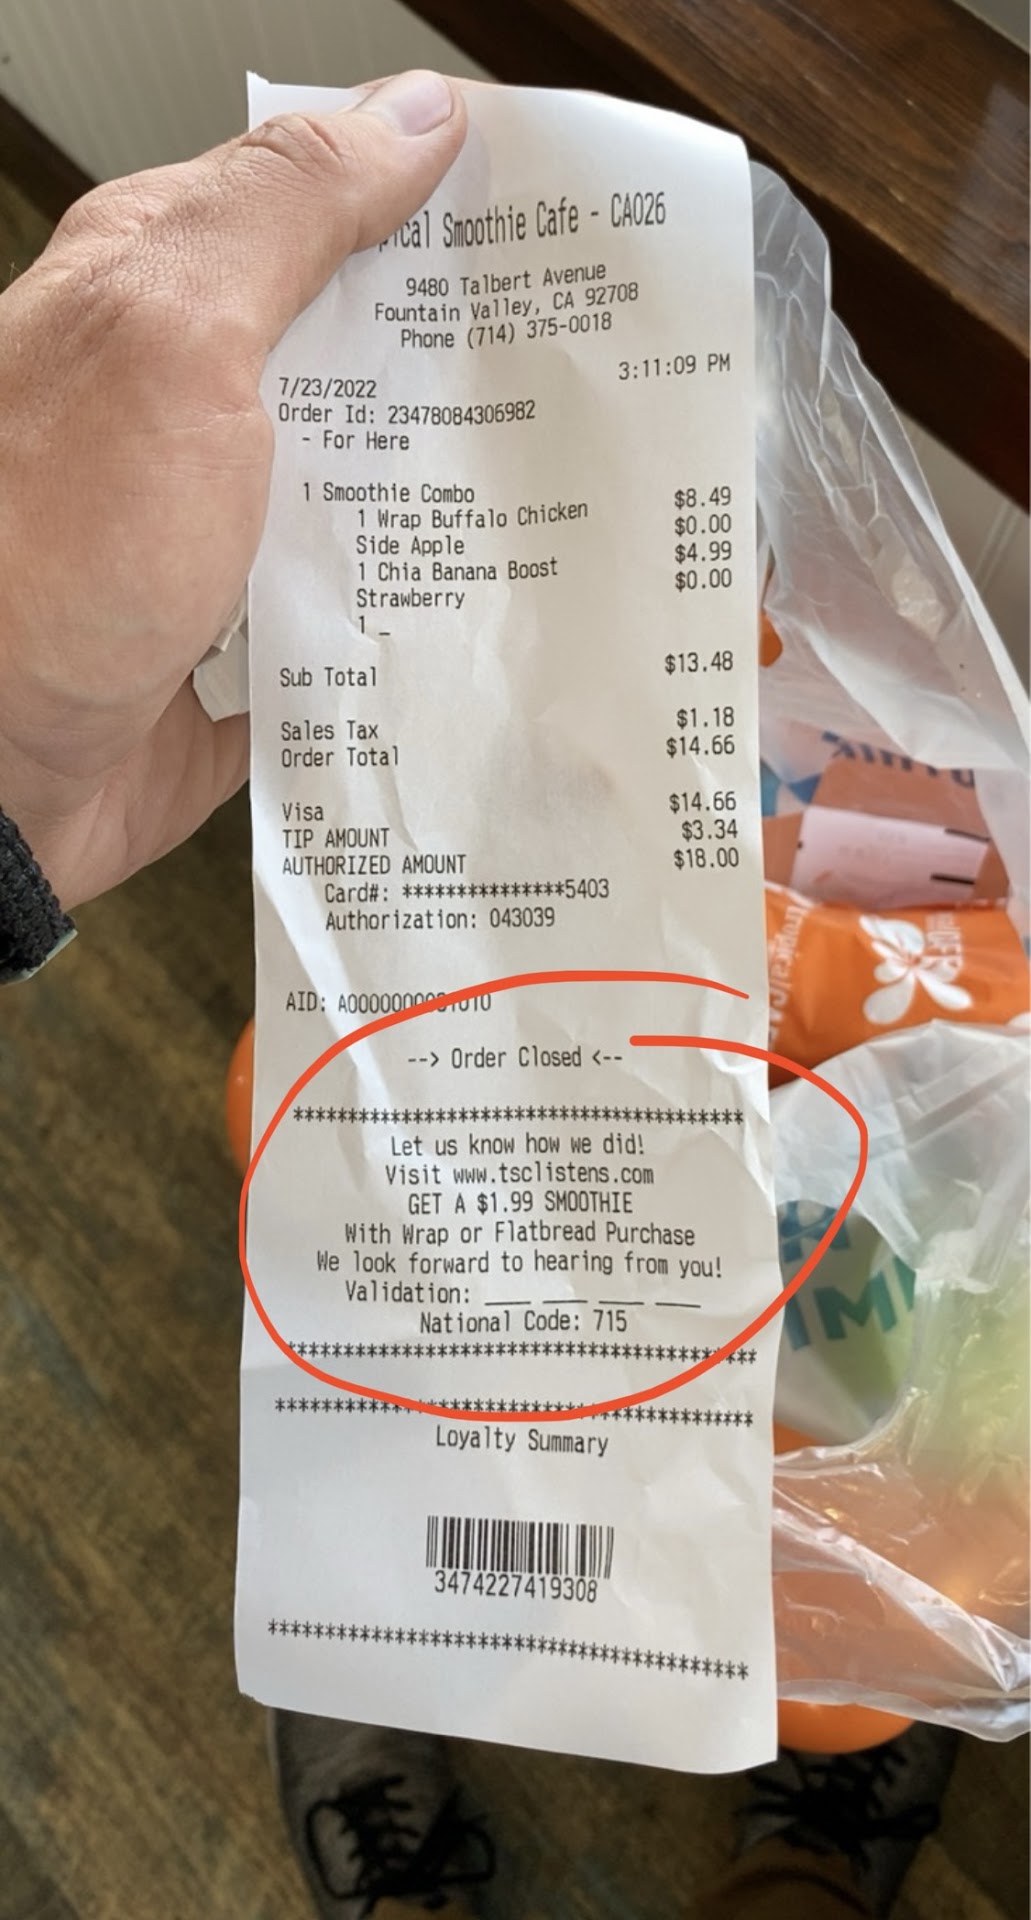 ical Smoothie Cafe - CA026
9480 Talbert Avenue
Fountain Valley, CA 92708
Phone (714) 375-0018
3:11:09 PM
7/23/2022
Order Id: 23478084306982
- For Here
1 Smoothie Combo $8.49
1 Wrap Buffalo Chicken $0.00
Side Apple $4.99
1 Chia Banana Boost $0.00
Strawberry
1 _
Sub Total $13.48
Sales Tax $1.18
Order Total $14.66
Visa $14.66
TIP AMOUNT $3.34
AUTHORIZED AMOUNT $18.00
Card#: ***************5403
Authorization: 043039
AID: A0000000031010
--> Order Closed <--
*****************************************
Let us know how we did!
Visit www.tsclistens.com
GET A $1.99 SMOOTHIE
With Wrap or Flatbread Purchase
We look forward to hearing from you!
Validation: ___ ___ ___ ___
National Code: 715
*****************************************
*****************************************
Loyalty Summary
3474227419308
*****************************************
tropical